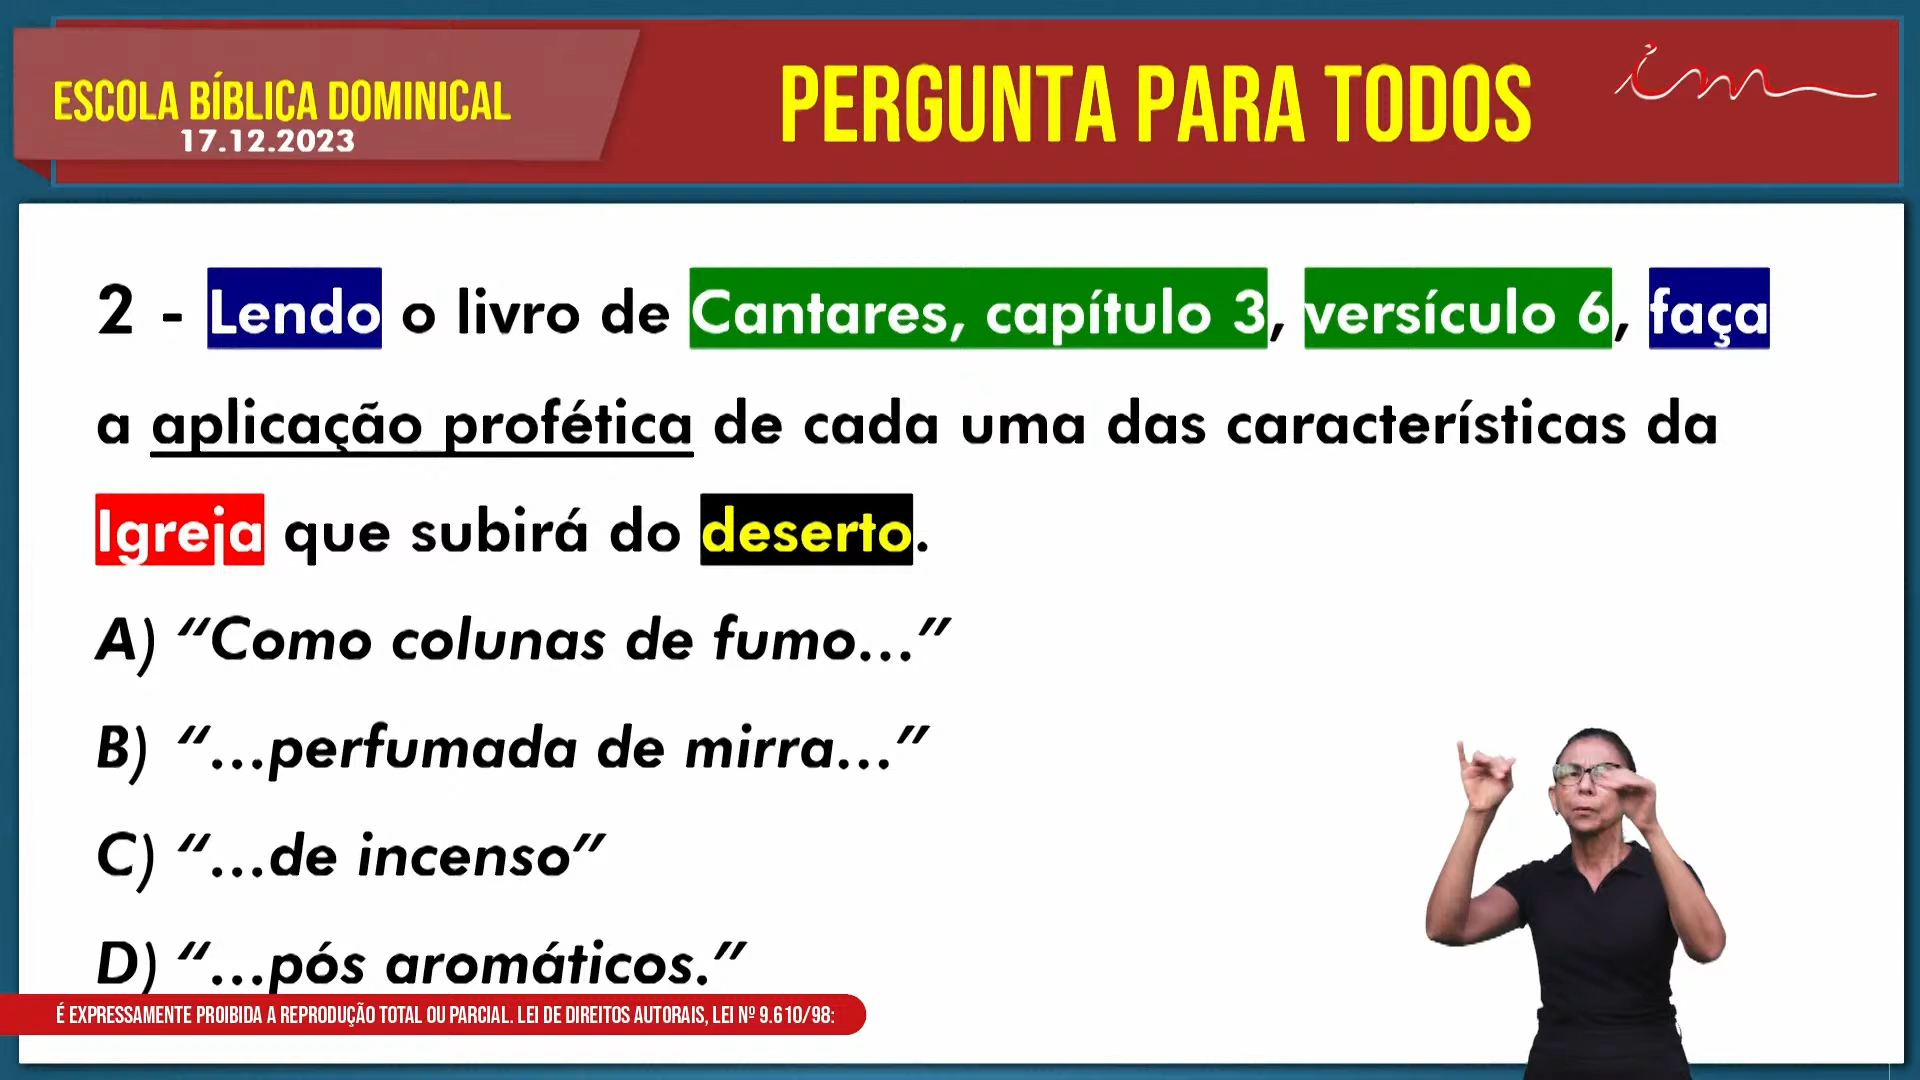 ESCOLA BÍBLICA DOMINICAL
17.12.2023
PERGUNTA PARA TODOS
im
2 - Lendo o livro de Cantares, capítulo 3, versículo 6, faça
a aplicação profética de cada uma das características da
Igreja que subirá do deserto.
A) “Como colunas de fumo...”
B) “...perfumada de mirra...”
C) “...de incenso”
D) “...pós aromáticos.”
É EXPRESSAMENTE PROIBIDA A REPRODUÇÃO TOTAL OU PARCIAL. LEI DE DIREITOS AUTORAIS, LEI Nº 9.610/98: